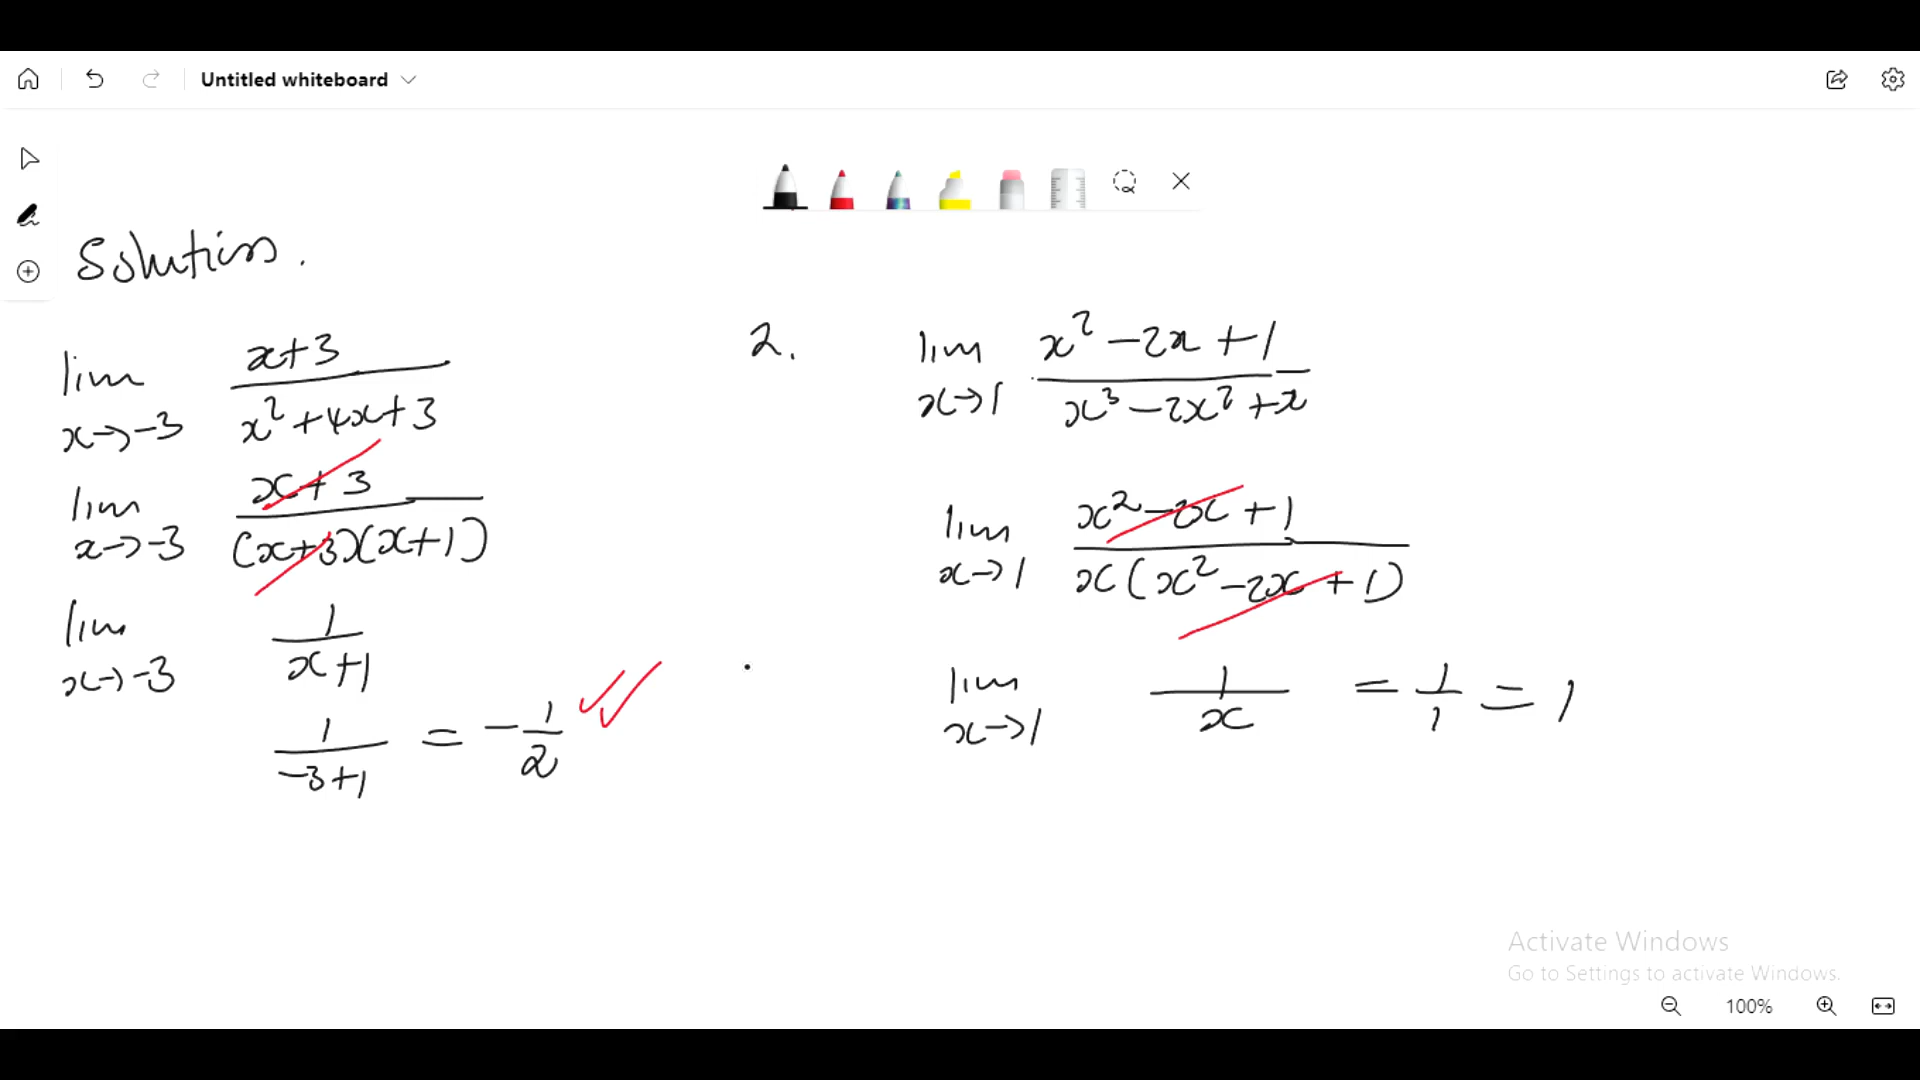 Untitled whiteboard
Solutions.
lim x→-3 x+3 / x² +4x+3
lim x→-3 x+3 / (x+3)(x+1)
lim x→-3 1 / x+1
1 / -3+1 = - 1/2
2. lim x→1 x² -2x +1 / x³ -2x² +x
lim x→1 x² -2x +1 / x(x² -2x +1)
lim x→1 1 / x = 1/1 = 1
Activate Windows
Go to Settings to activate Windows.
100%